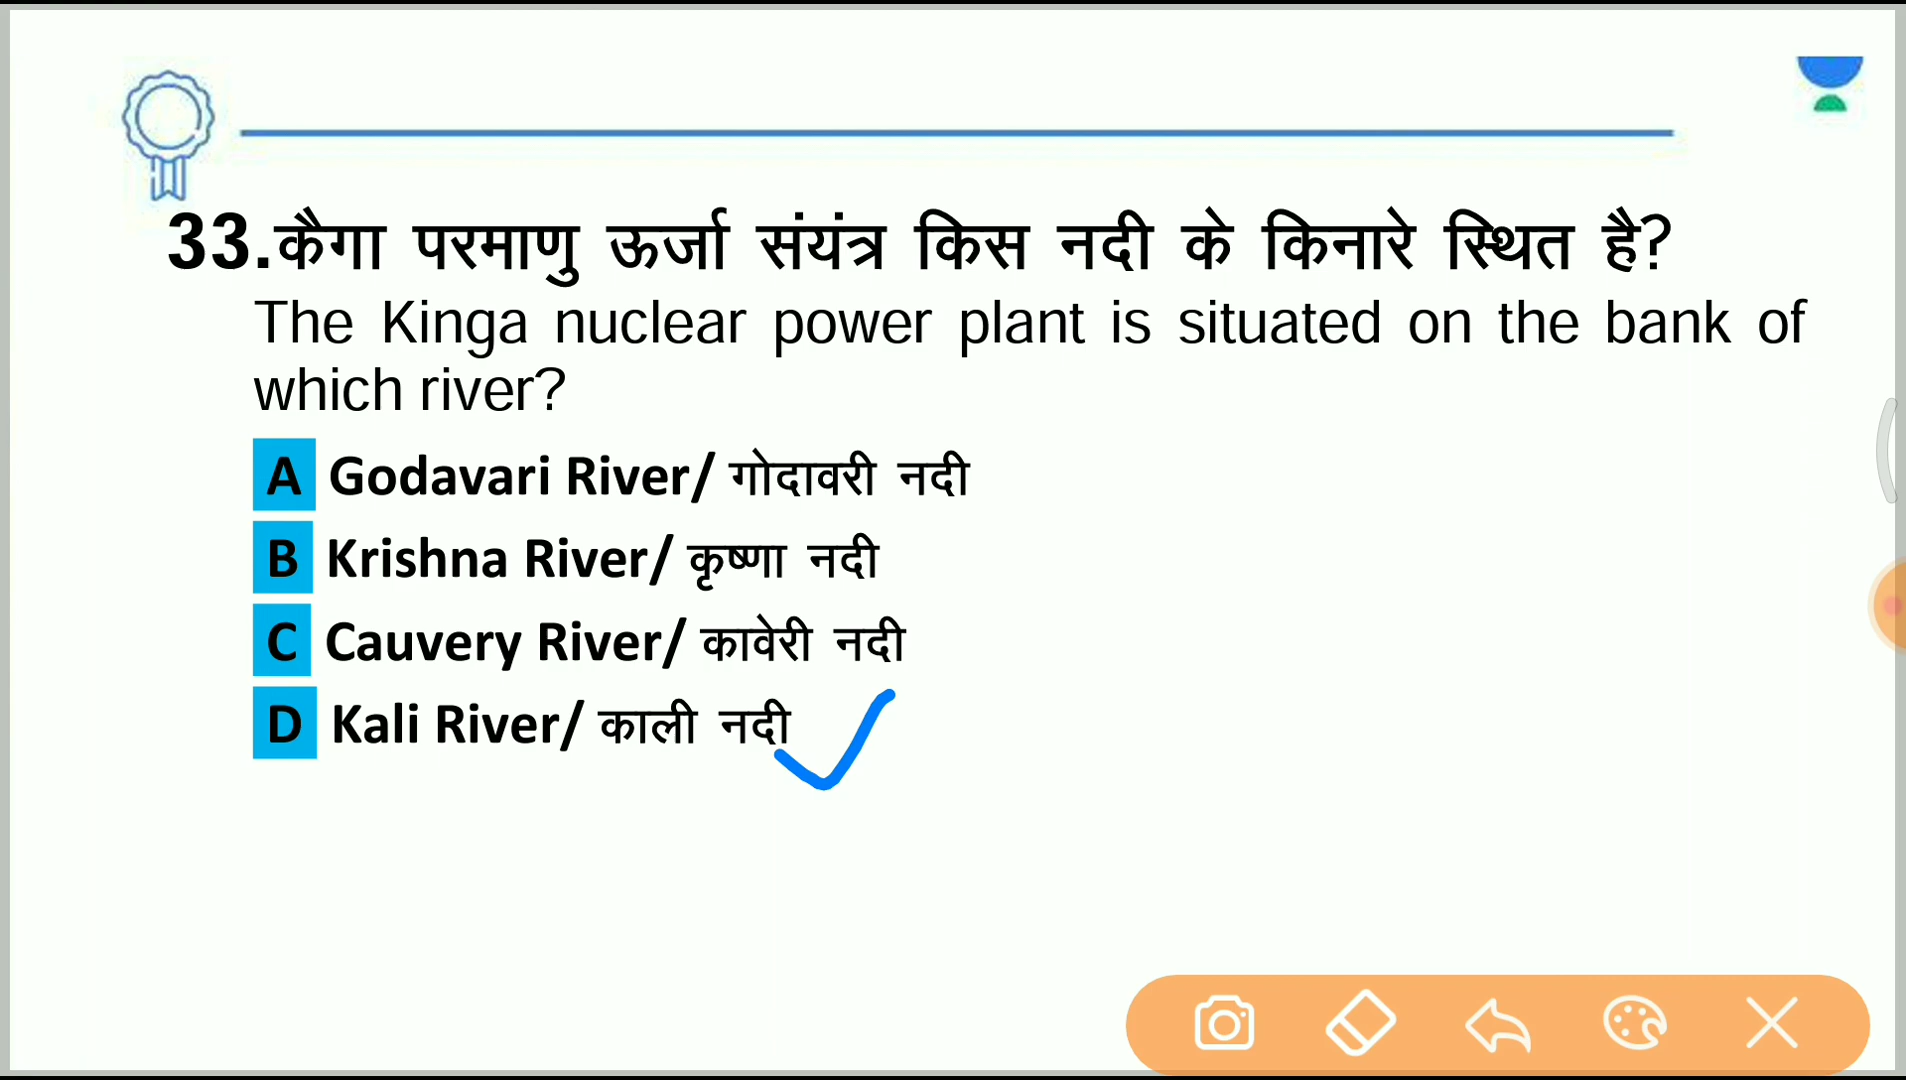 33.कैगा परमाणु ऊर्जा संयंत्र किस नदी के किनारे स्थित है?
The Kinga nuclear power plant is situated on the bank of
which river?
A Godavari River/ गोदावरी नदी
B Krishna River/ कृष्णा नदी
C Cauvery River/ कावेरी नदी
D Kali River/ काली नदी